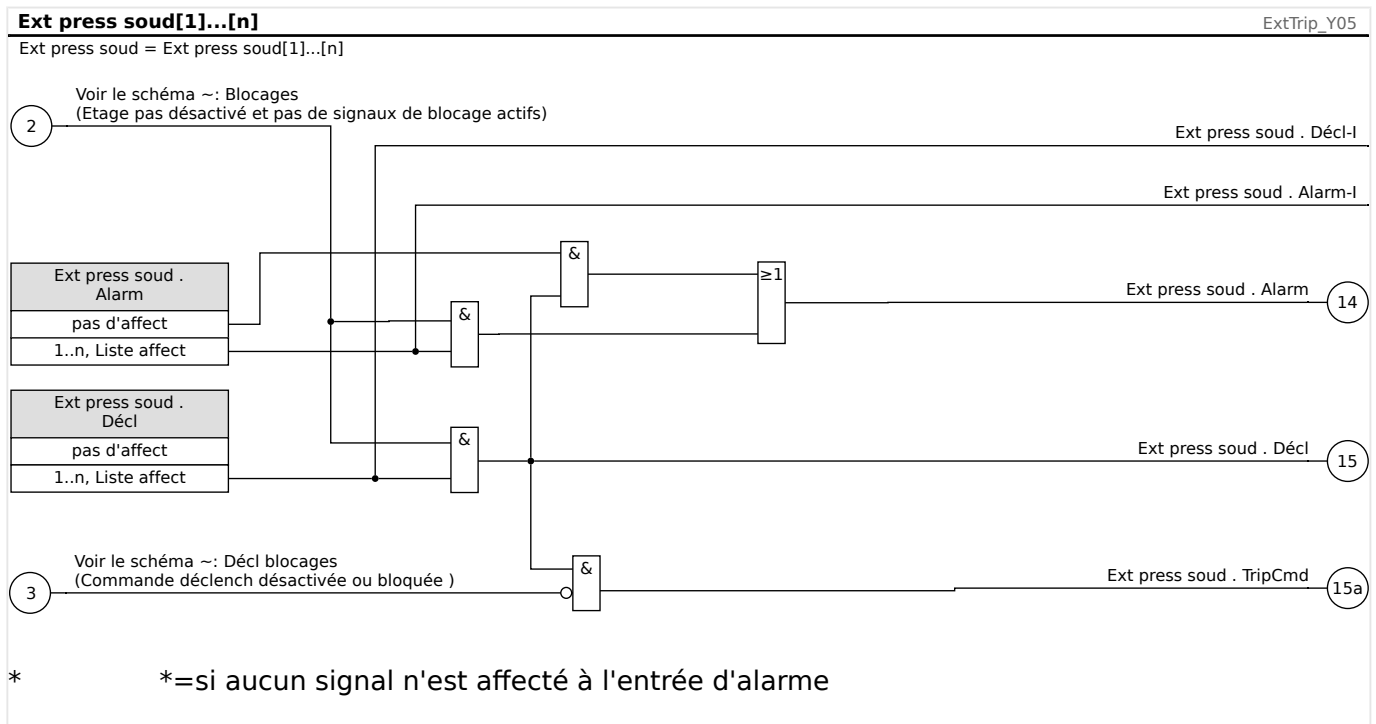 Ext press soud[1]...[n]
ExtTrip_Y05
Ext press soud = Ext press soud[1]...[n]
Voir le schéma ~: Blocages
(Etage pas désactivé et pas de signaux de blocage actifs)
2
Ext press soud . Décl-I
Ext press soud . Alarm-I
&
Ext press soud .
Alarm
≥1
Ext press soud . Alarm
14
pas d'affect
&
1..n, Liste affect
Ext press soud .
Décl
&
pas d'affect
Ext press soud . Décl
15
1..n, Liste affect
Voir le schéma ~: Décl blocages
(Commande déclench désactivée ou bloquée )
3
&
Ext press soud . TripCmd
15a
* *=si aucun signal n'est affecté à l'entrée d'alarme